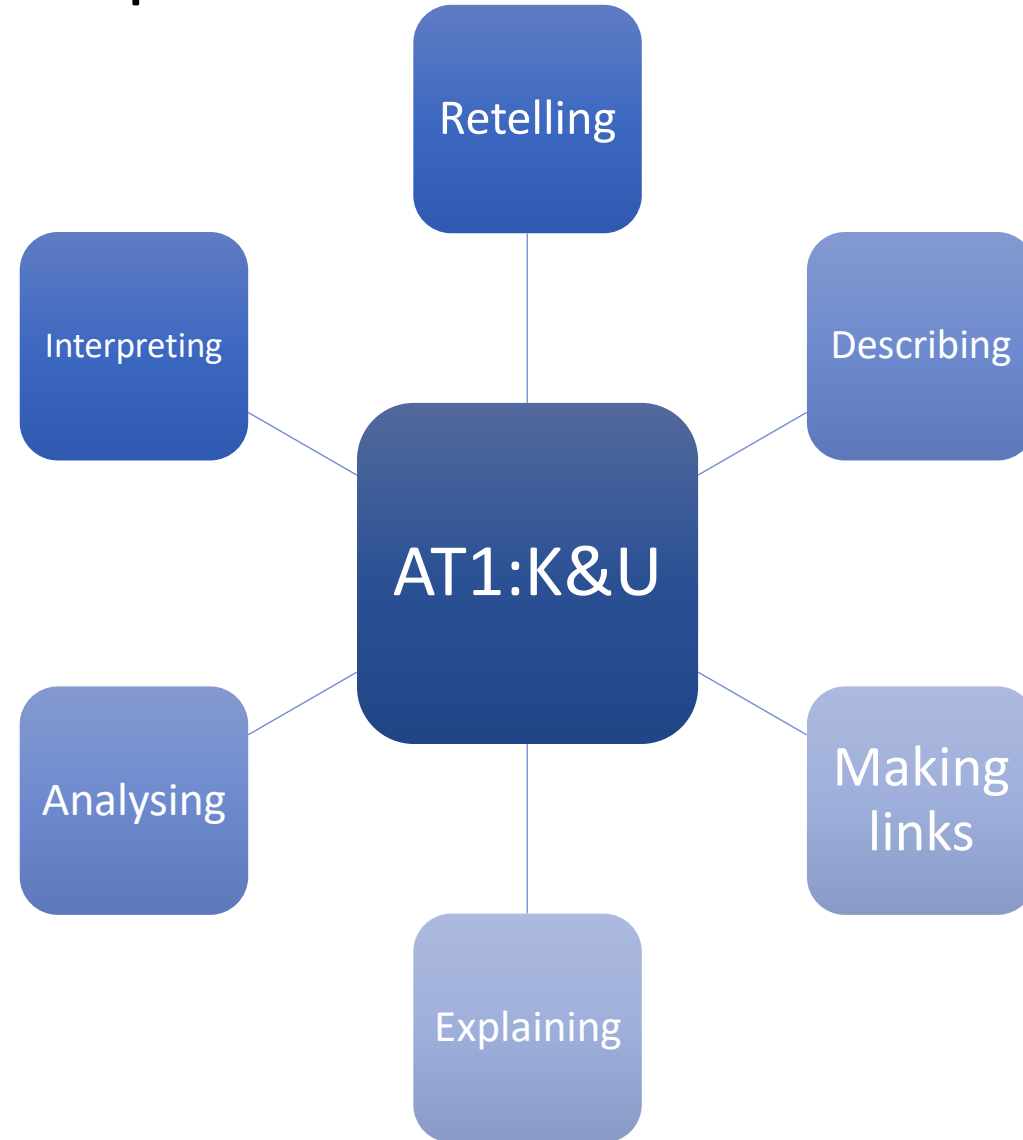 Retelling
Describing
Interpreting
AT1:K&U
Making
links
Analysing
Explaining